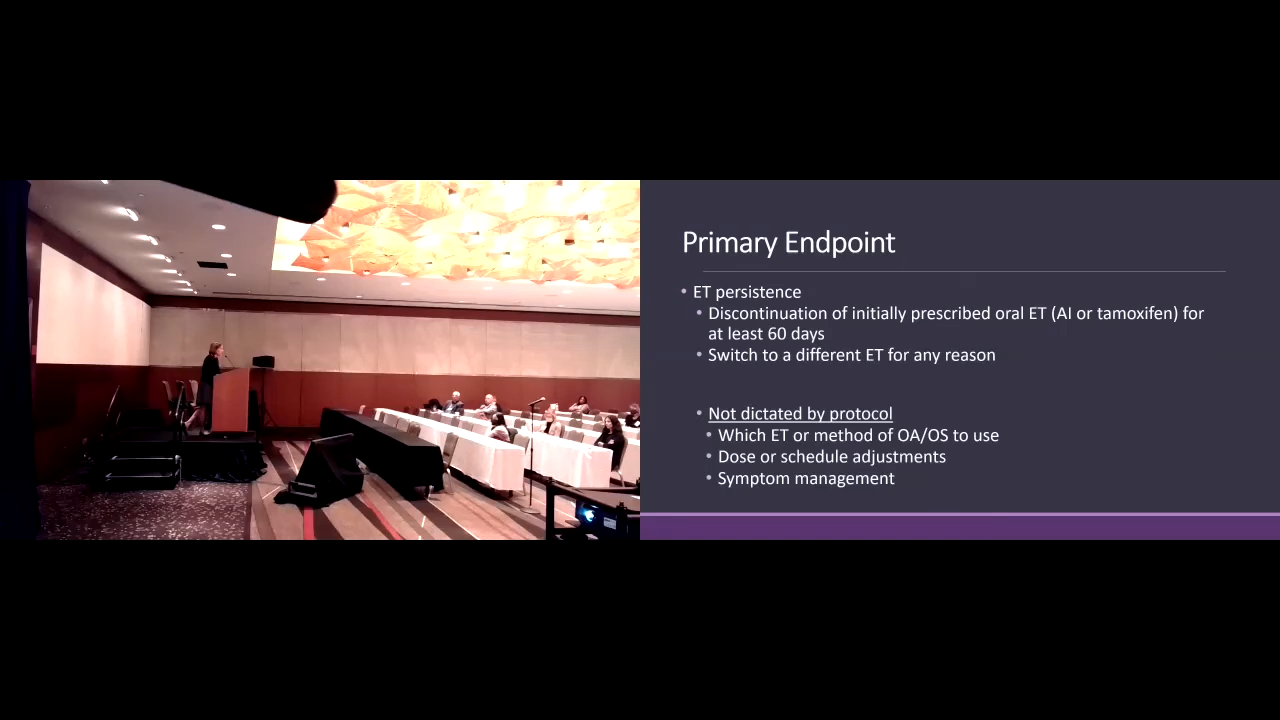 Primary Endpoint
• ET persistence
• Discontinuation of initially prescribed oral ET (AI or tamoxifen) for
at least 60 days
• Switch to a different ET for any reason
• Not dictated by protocol
• Which ET or method of OA/OS to use
• Dose or schedule adjustments
• Symptom management